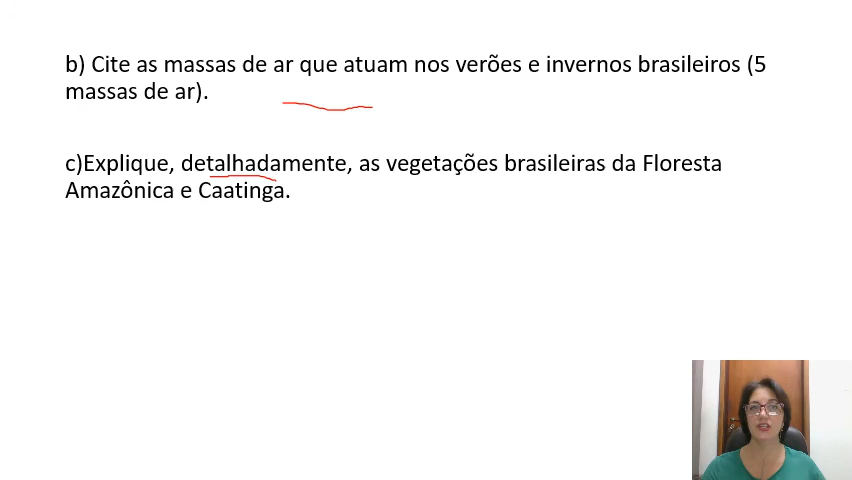 b) Cite as massas de ar que atuam nos verões e invernos brasileiros (5
massas de ar).
c)Explique, detalhadamente, as vegetações brasileiras da Floresta
Amazônica e Caatinga.